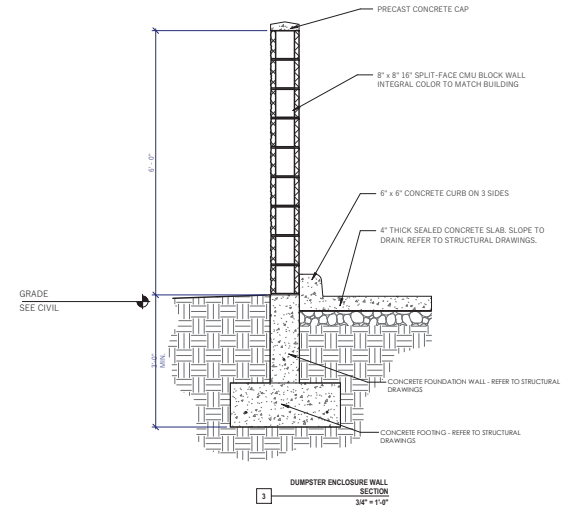 PRECAST CONCRETE CAP
8" x 8" 16" SPLIT-FACE CMU BLOCK WALL
INTEGRAL COLOR TO MATCH BUILDING
6' - 0"
6" x 6" CONCRETE CURB ON 3 SIDES
4" THICK SEALED CONCRETE SLAB. SLOPE TO
DRAIN. REFER TO STRUCTURAL DRAWINGS.
GRADE
SEE CIVIL
3'-0"
MIN.
CONCRETE FOUNDATION WALL - REFER TO STRUCTURAL
DRAWINGS
CONCRETE FOOTING - REFER TO STRUCTURAL
DRAWINGS
3
DUMPSTER ENCLOSURE WALL
SECTION
3/4" = 1'-0"